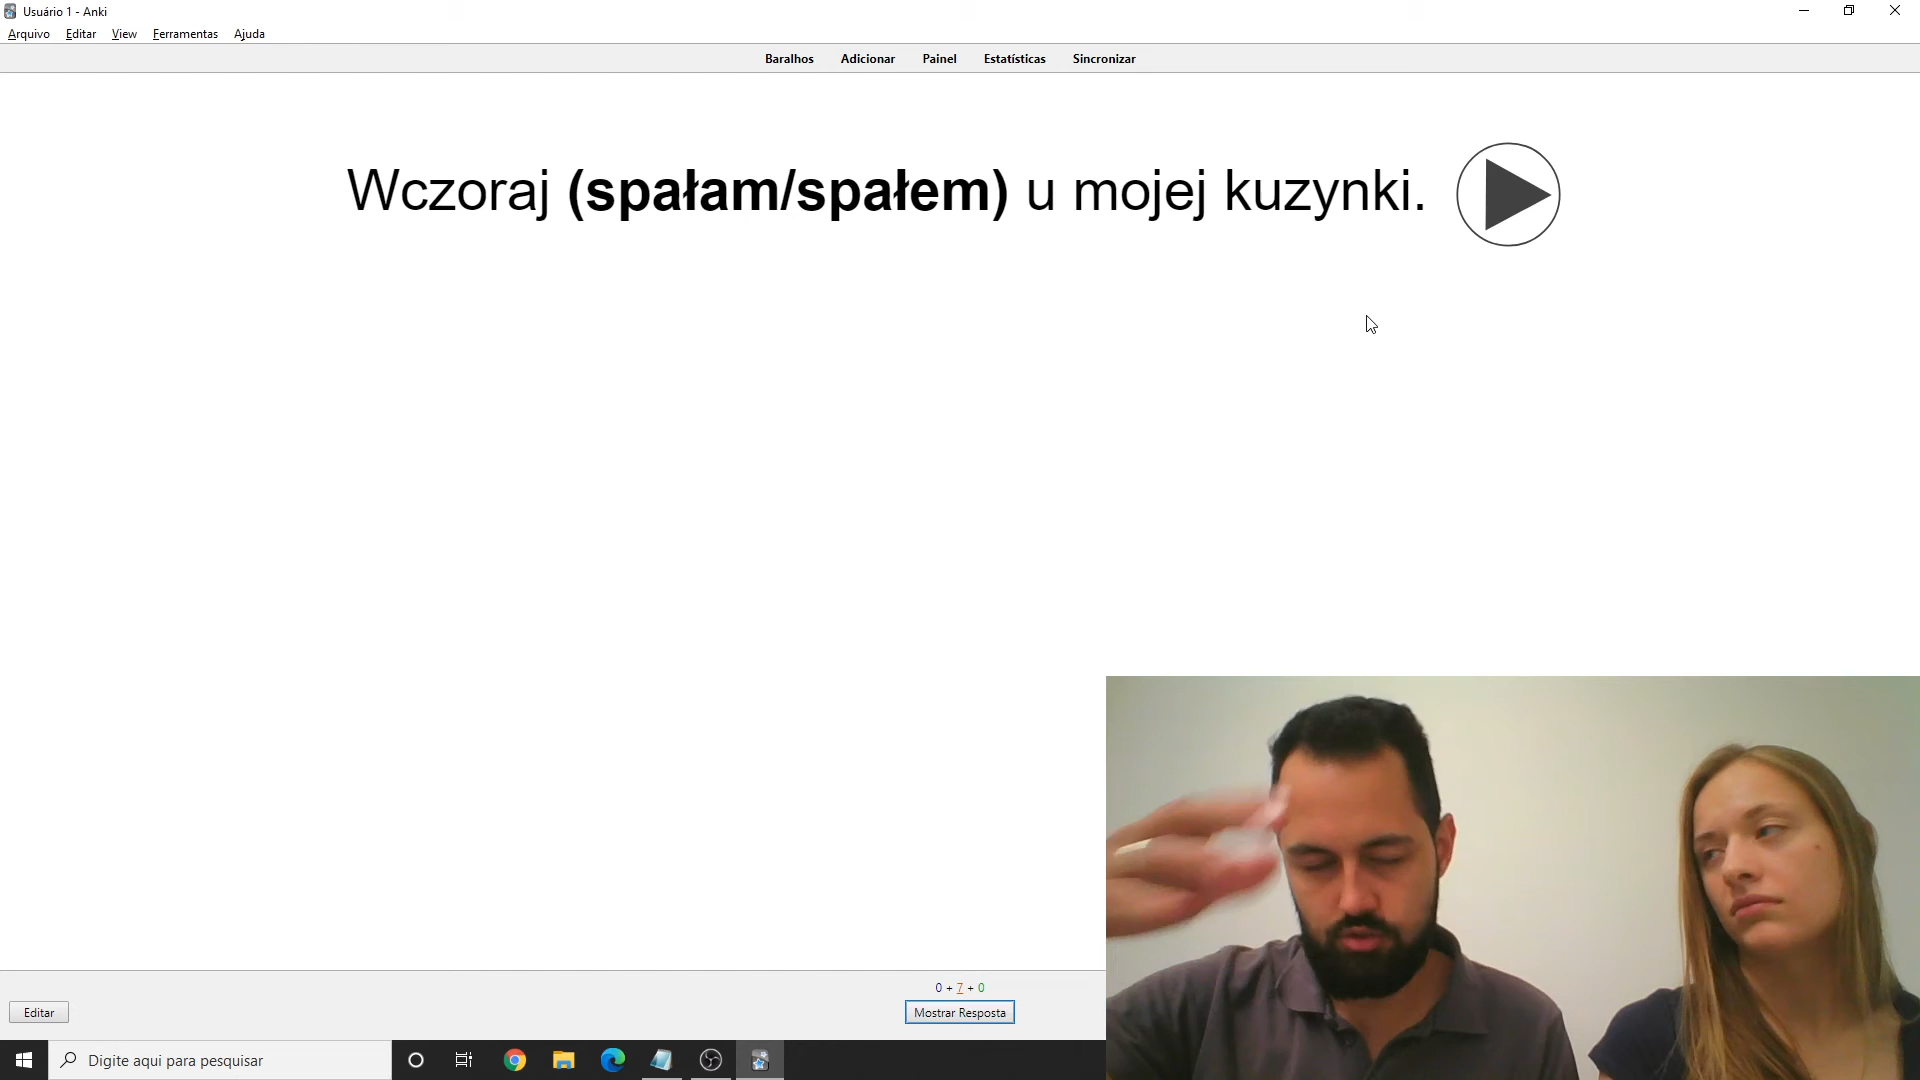 Usuário 1 - Anki
Arquivo Editar View Ferramentas Ajuda
Baralhos Adicionar Painel Estatísticas Sincronizar
Wczoraj (spałam/spałem) u mojej kuzynki.
0 + 7 + 0
Editar
Mostrar Resposta
Digite aqui para pesquisar